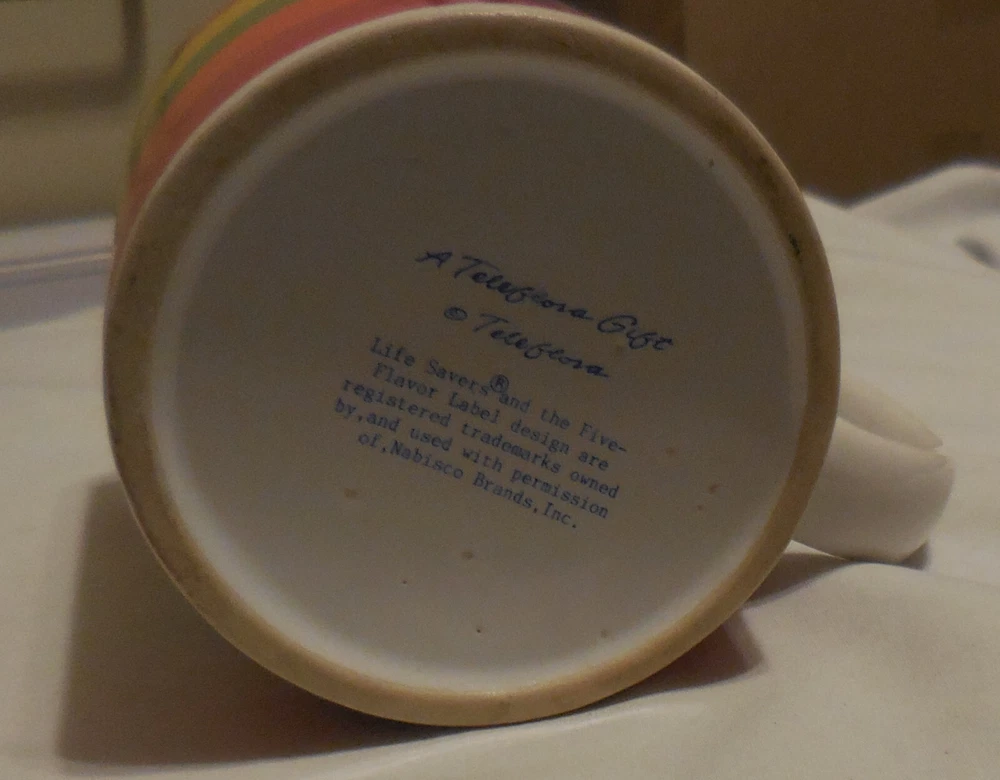 A Teleflora Gift
© Teleflora
Life Savers® and the Five-
Flavor Label design are
registered trademarks owned
by,and used with permission
of,Nabisco Brands,Inc.